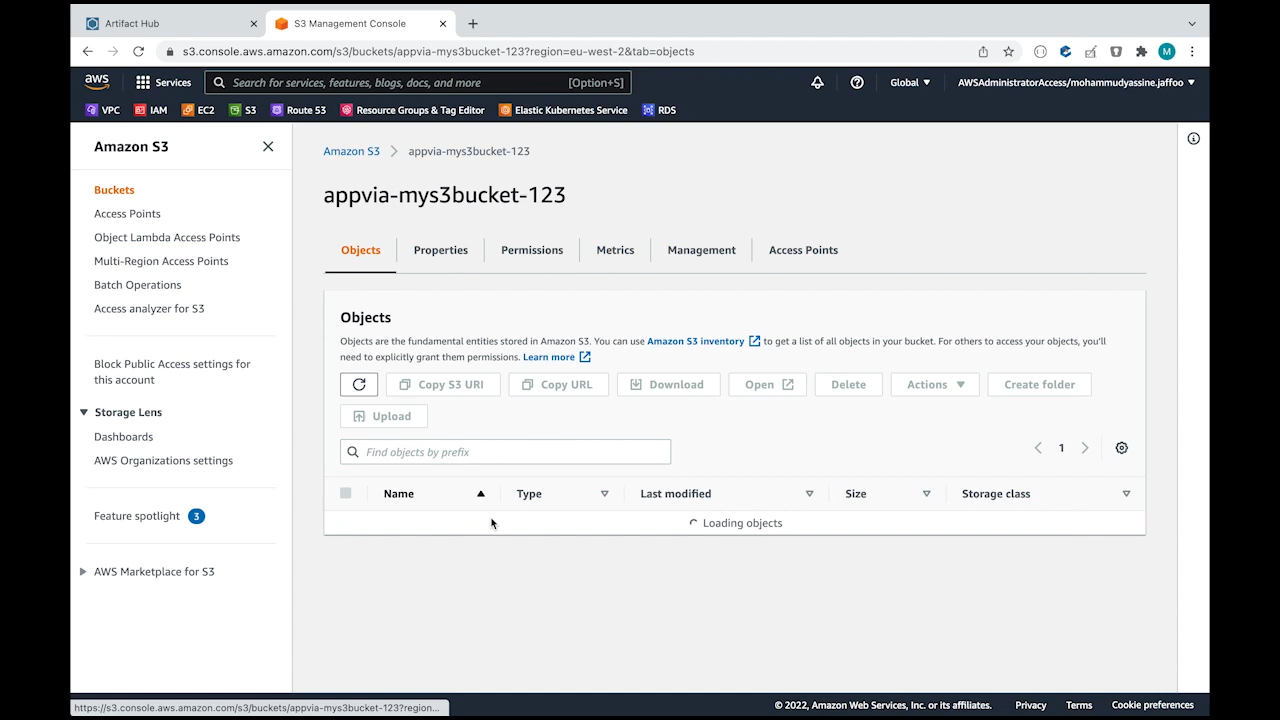 Artifact Hub
S3 Management Console
s3.console.aws.amazon.com/s3/buckets/appvia-mys3bucket-123?region=eu-west-2&tab=objects
M
aws
Services
Search for services, features, blogs, docs, and more
[Option+S]
Global
AWSAdministratorAccess/mohammudyassine.jaffoo
VPC
IAM
EC2
S3
Route 53
Resource Groups & Tag Editor
Elastic Kubernetes Service
RDS
Amazon S3
Buckets
Access Points
Object Lambda Access Points
Multi-Region Access Points
Batch Operations
Access analyzer for S3
Block Public Access settings for
this account
Storage Lens
Dashboards
AWS Organizations settings
Feature spotlight 3
AWS Marketplace for S3
Amazon S3
appvia-mys3bucket-123
appvia-mys3bucket-123
Objects
Properties
Permissions
Metrics
Management
Access Points
Objects
Objects are the fundamental entities stored in Amazon S3. You can use Amazon S3 inventory to get a list of all objects in your bucket. For others to access your objects, you'll
need to explicitly grant them permissions. Learn more
Copy S3 URI
Copy URL
Download
Open
Delete
Actions
Create folder
Upload
Find objects by prefix
1
Name
Type
Last modified
Size
Storage class
Loading objects
https://s3.console.aws.amazon.com/s3/buckets/appvia-mys3bucket-123?region...
© 2022, Amazon Web Services, Inc. or its affiliates.
Privacy
Terms
Cookie preferences